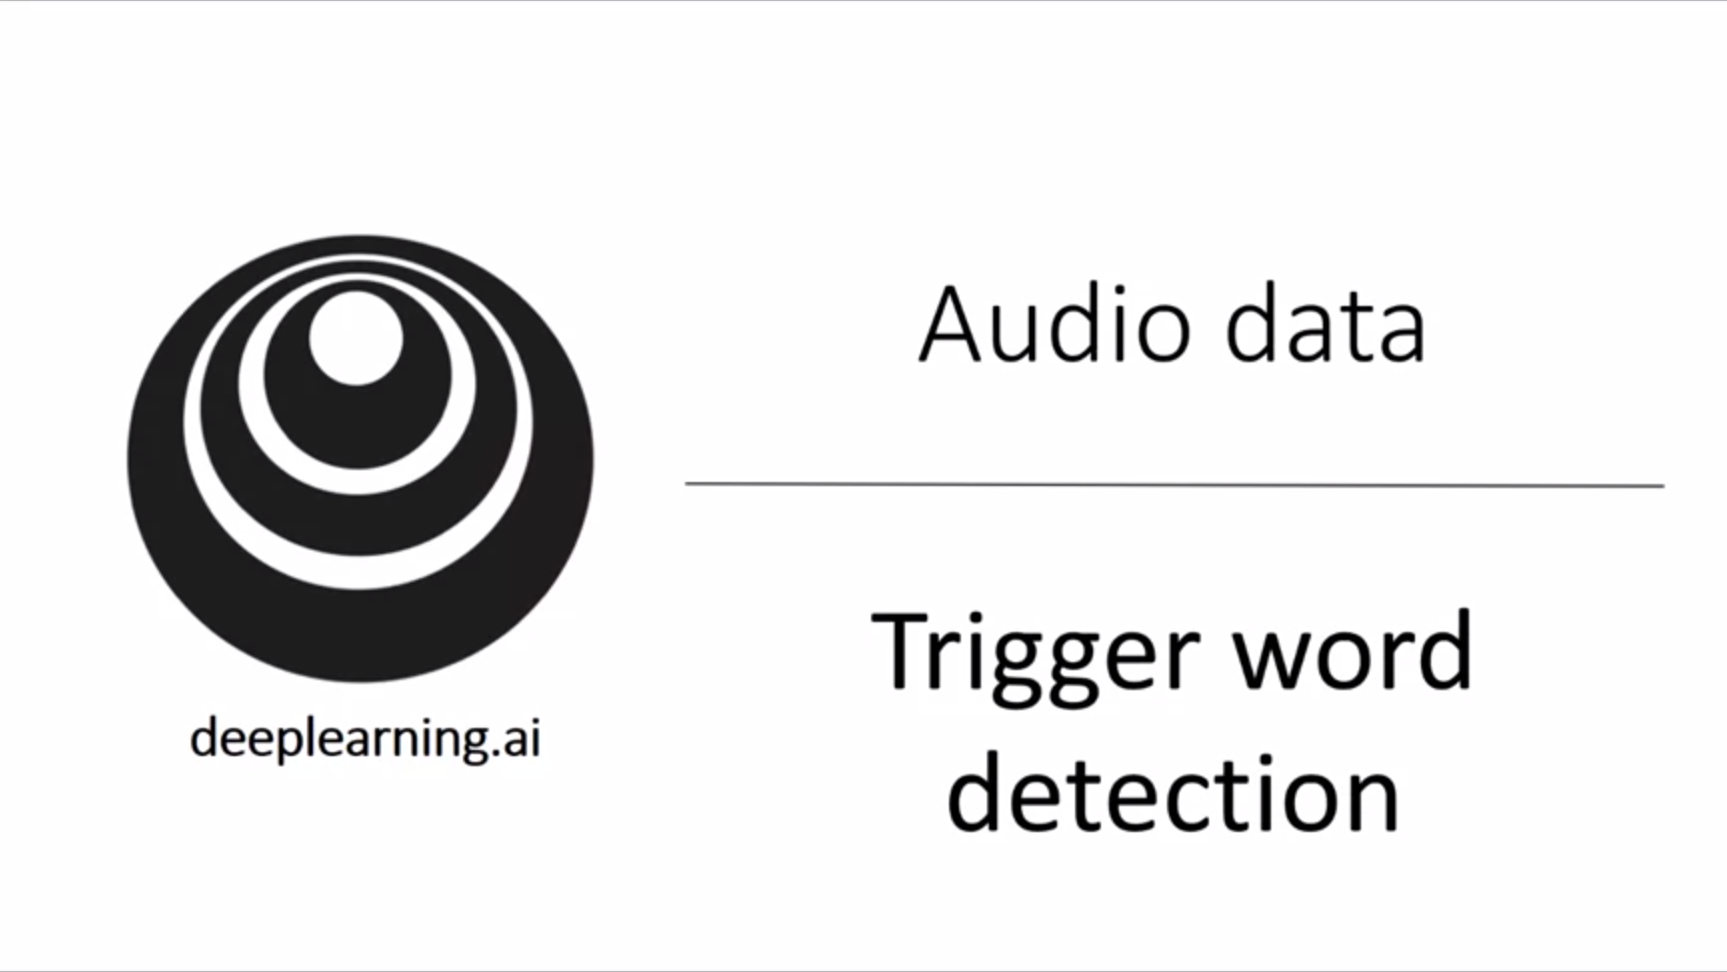 Audio data
Trigger word
detection
deeplearning.ai